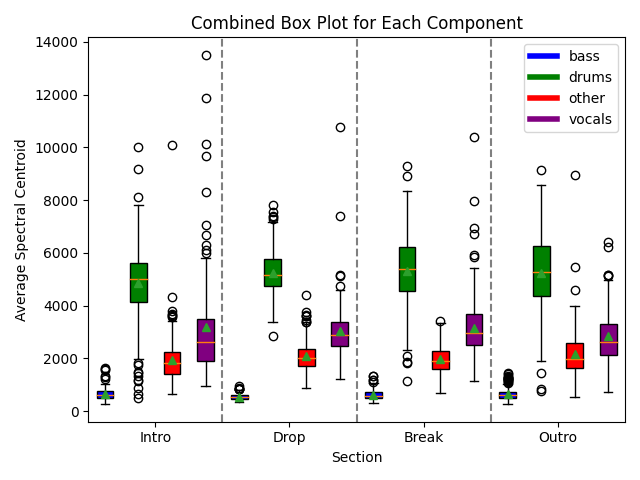 Combined Box Plot for Each Component
14000
12000
10000
8000
6000
4000
2000
0
Average Spectral Centroid
bass
drums
other
vocals
Intro
Drop
Break
Outro
Section